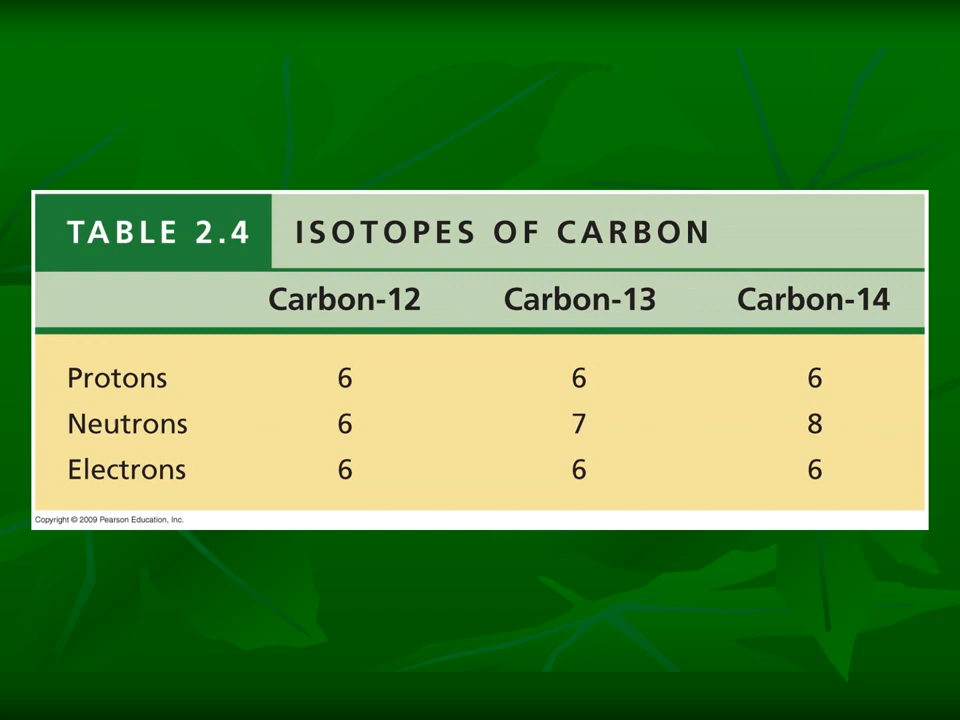 TABLE 2.4 ISOTOPES OF CARBON
Carbon-12 Carbon-13 Carbon-14
Protons 6 6 6
Neutrons 6 7 8
Electrons 6 6 6
Copyright © 2009 Pearson Education, Inc.